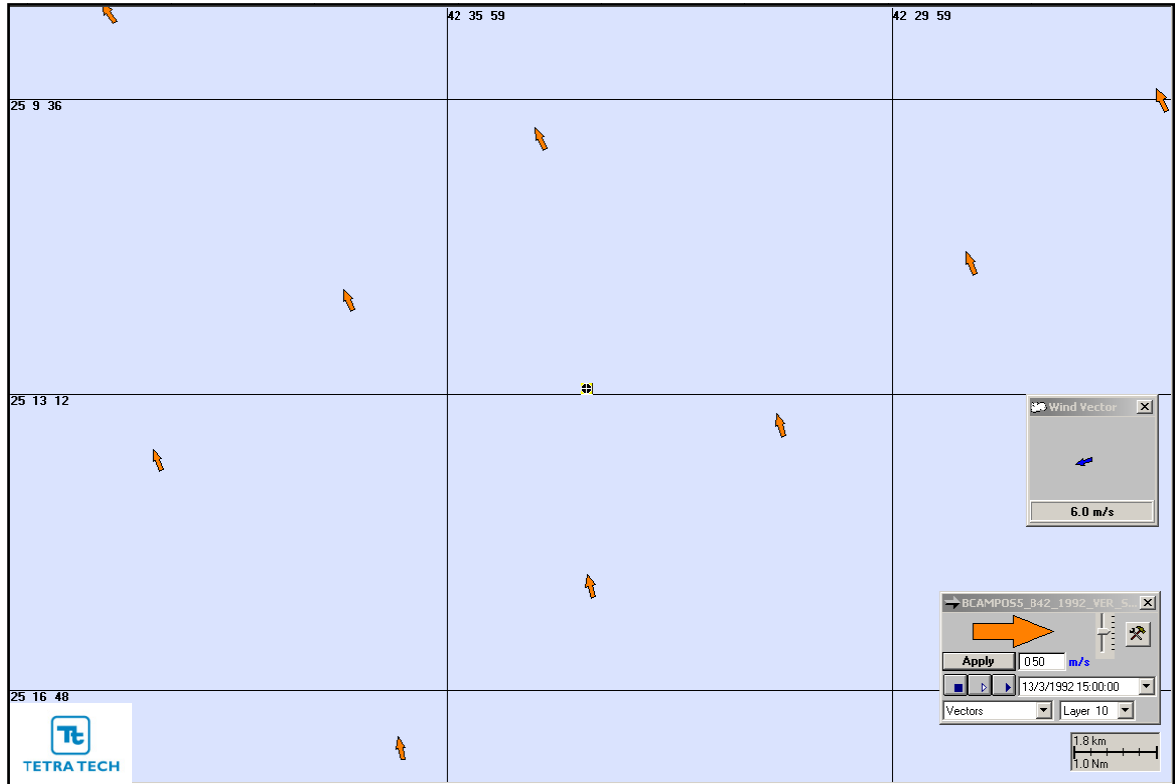 42 35 59
42 29 59
25 9 36
25 13 12
Wind Vector
6.0 m/s
BCAMPOS5_B42_1992_VER_S...
Apply
0.50
m/s
13/3/1992 15:00:00
Vectors
Layer 10
25 16 48
1.8 km
1.0 Nm
Tt
TETRA TECH